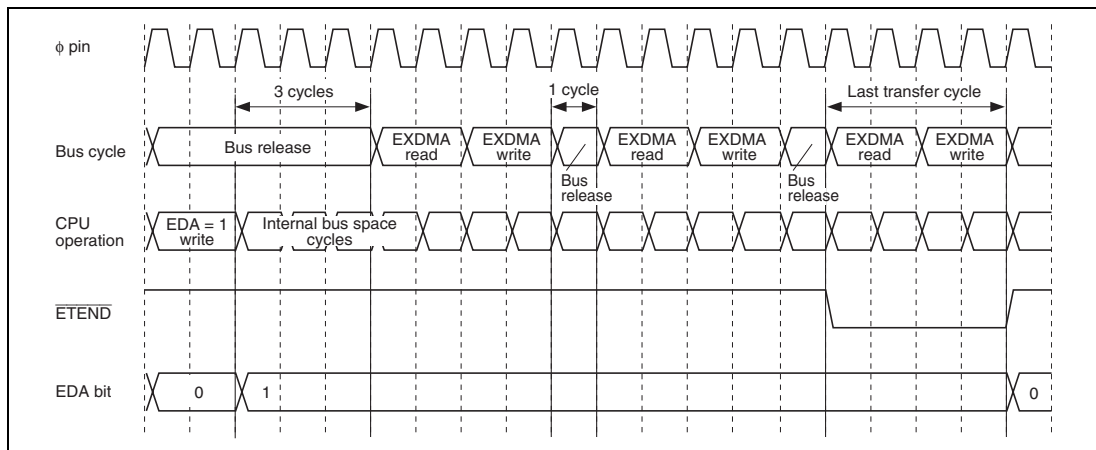 φ pin
3 cycles
1 cycle
Last transfer cycle
Bus cycle
Bus release
EXDMA
read
EXDMA
write
EXDMA
read
EXDMA
write
EXDMA
read
EXDMA
write
Bus
release
Bus
release
CPU
operation
EDA = 1
write
Internal bus space
cycles
ETEND
EDA bit
0
1
0